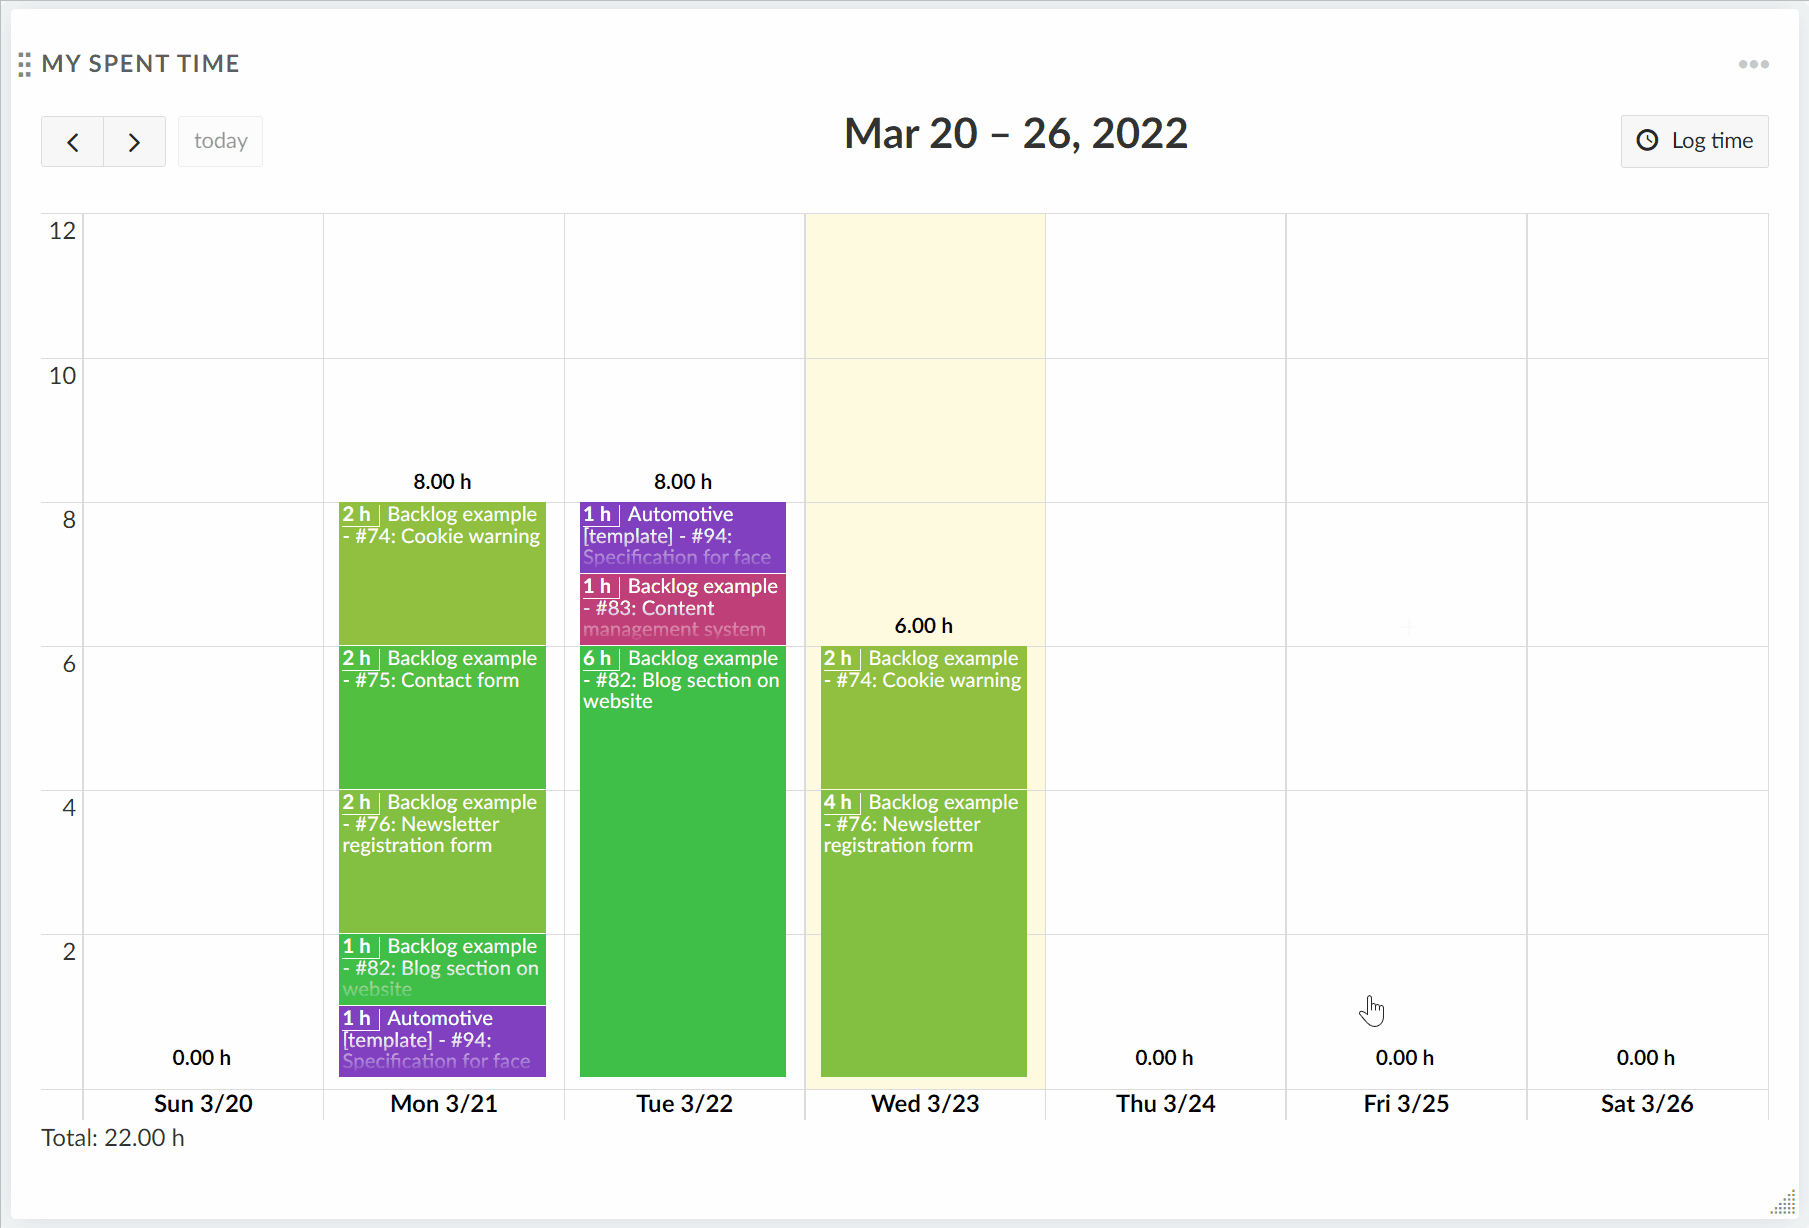 MY SPENT TIME
today
Mar 20 – 26, 2022
Log time
12
10
8
6
4
2
0.00 h
Sun 3/20
8.00 h
2 h Backlog example
- #74: Cookie warning
2 h Backlog example
- #75: Contact form
2 h Backlog example
- #76: Newsletter
registration form
1 h Backlog example
- #82: Blog section on
website
1 h Automotive
[template] - #94:
Specification for face
Mon 3/21
8.00 h
1 h Automotive
[template] - #94:
Specification for face
1 h Backlog example
- #83: Content
management system
6 h Backlog example
- #82: Blog section on
website
Tue 3/22
6.00 h
2 h Backlog example
- #74: Cookie warning
4 h Backlog example
- #76: Newsletter
registration form
Wed 3/23
0.00 h
Thu 3/24
0.00 h
Fri 3/25
0.00 h
Sat 3/26
Total: 22.00 h